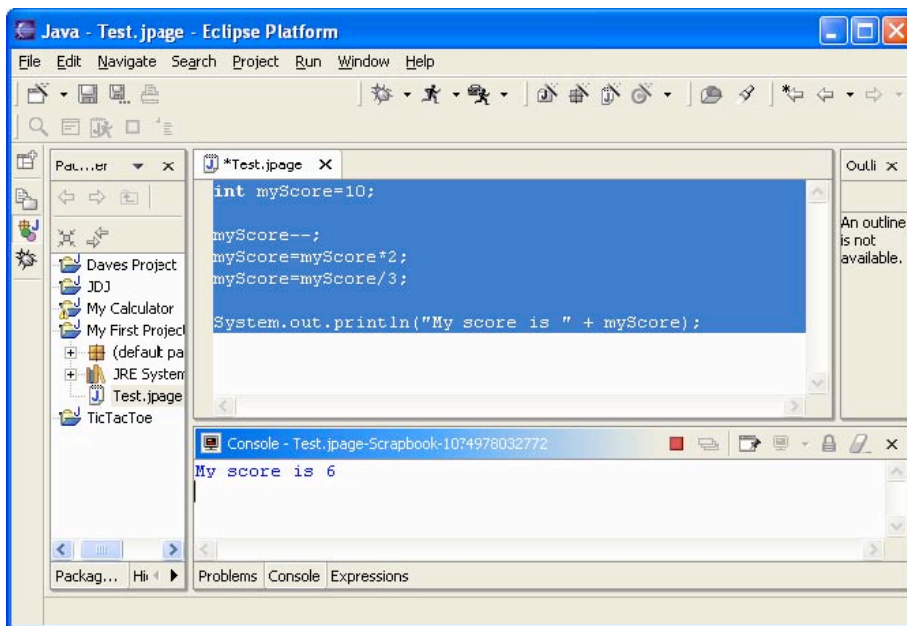 Java - Test.jpage - Eclipse Platform
File Edit Navigate Search Project Run Window Help
Pac...er
*Test.jpage
Outli
int myScore=10;
myScore--;
myScore=myScore*2;
myScore=myScore/3;
System.out.println("My score is " + myScore);
An outline
is not
available.
Daves Project
JDJ
My Calculator
My First Project
(default pa
JRE System
Test.jpage
TicTacToe
Console - Test.jpage-Scrapbook-1074978032772
My score is 6
Packag... Hi
Problems Console Expressions